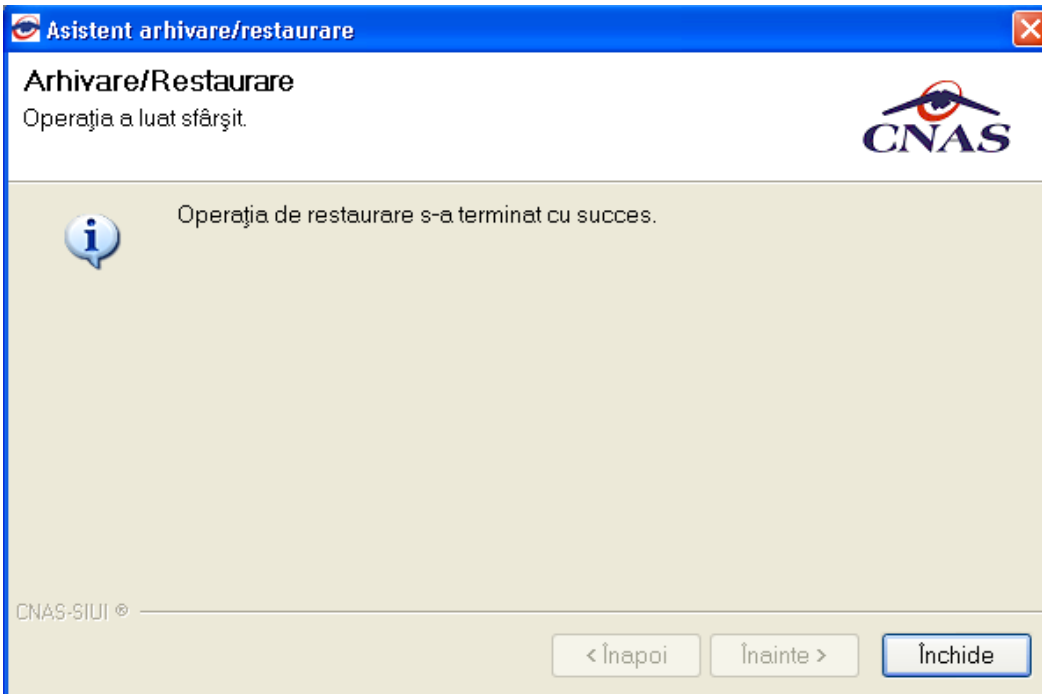 Asistent arhivare/restaurare
Arhivare/Restaurare
Operaţia a luat sfârşit.
CNAS
Operaţia de restaurare s-a terminat cu succes.
CNAS-SIUI ®
< Înapoi
Înainte >
Închide